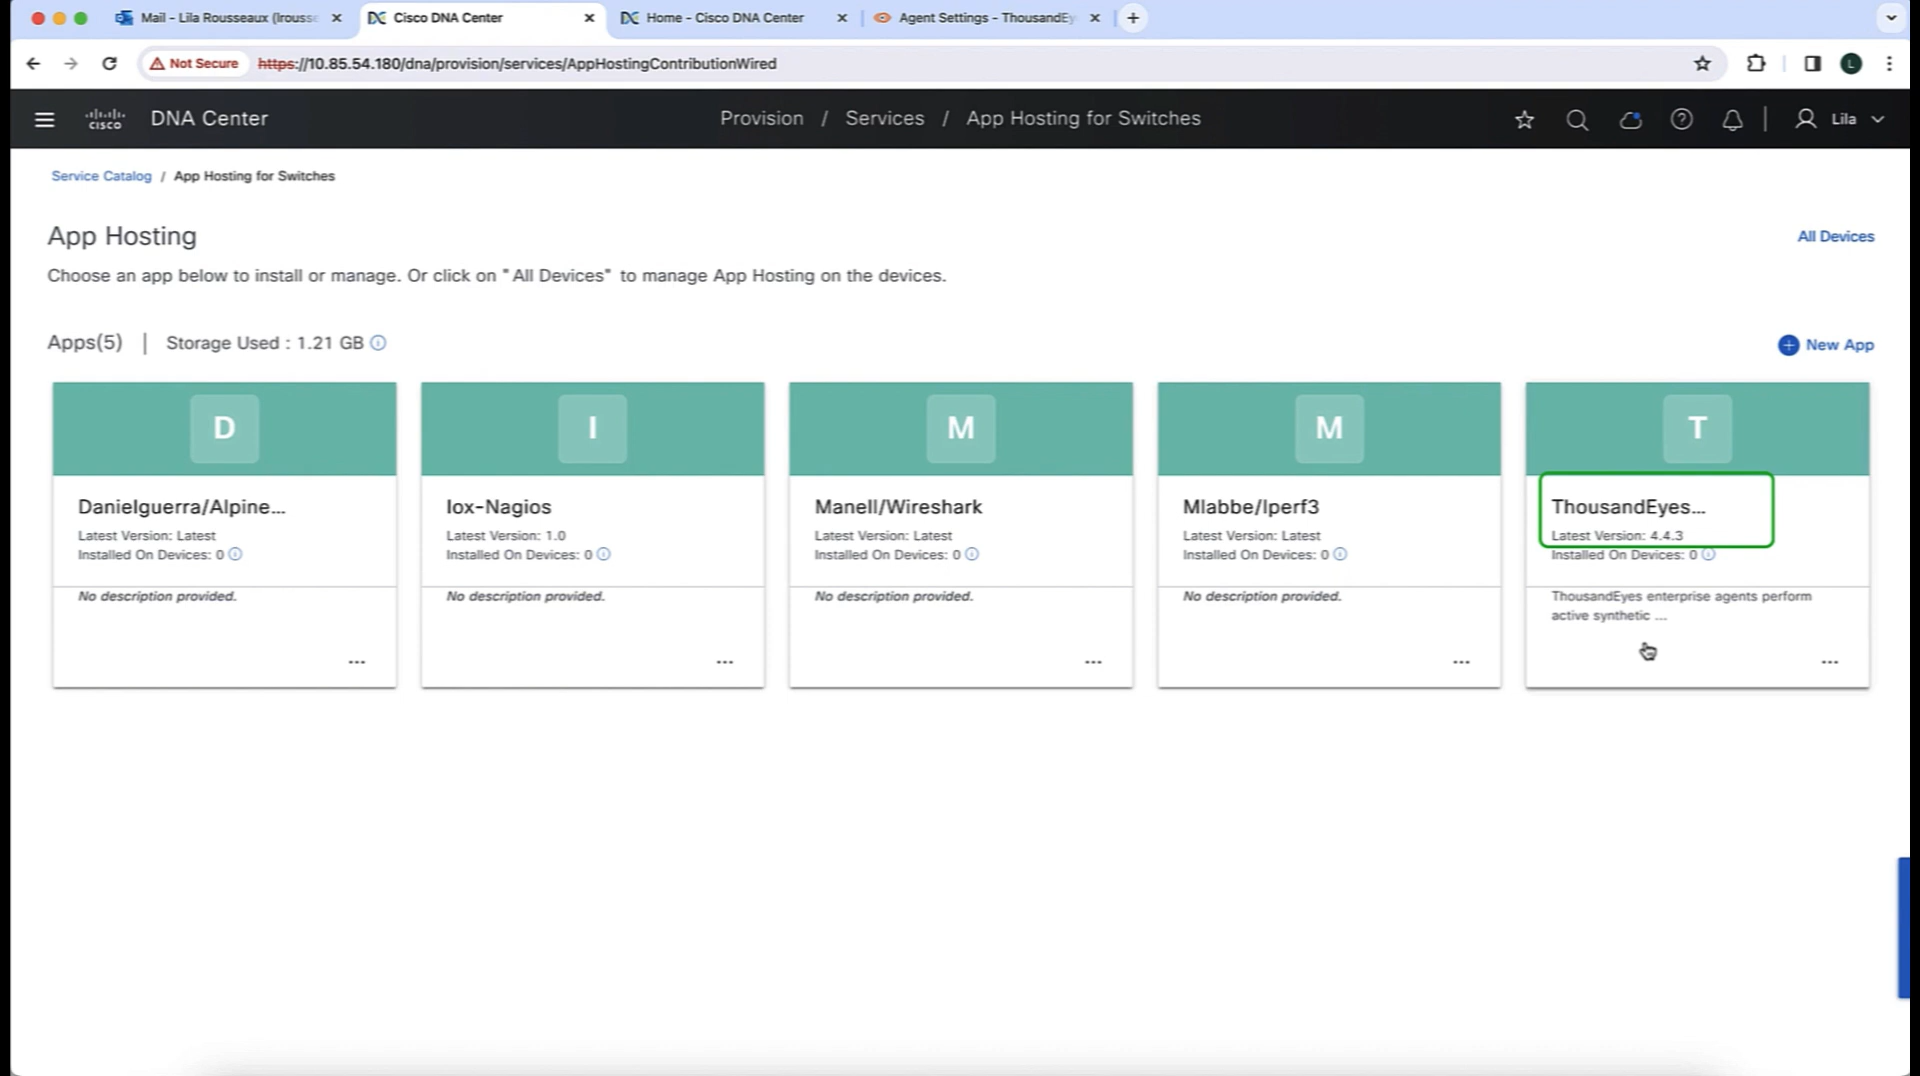 Mail - Lila Rousseaux (lrousse
Cisco DNA Center
Home - Cisco DNA Center
Agent Settings - ThousandEy
Not Secure
https://10.85.54.180/dna/provision/services/AppHostingContributionWired
L
CISCO
DNA Center
Provision / Services / App Hosting for Switches
Lila
Service Catalog / App Hosting for Switches
App Hosting
All Devices
Choose an app below to install or manage. Or click on "All Devices" to manage App Hosting on the devices.
Apps(5) | Storage Used : 1.21 GB
New App
D
Danielguerra/Alpine...
Latest Version: Latest
Installed On Devices: 0
No description provided.
...
I
Iox-Nagios
Latest Version: 1.0
Installed On Devices: 0
No description provided.
...
M
Manell/Wireshark
Latest Version: Latest
Installed On Devices: 0
No description provided.
...
M
Mlabbe/Iperf3
Latest Version: Latest
Installed On Devices: 0
No description provided.
...
T
ThousandEyes...
Latest Version: 4.4.3
Installed On Devices: 0
ThousandEyes enterprise agents perform
active synthetic ...
...